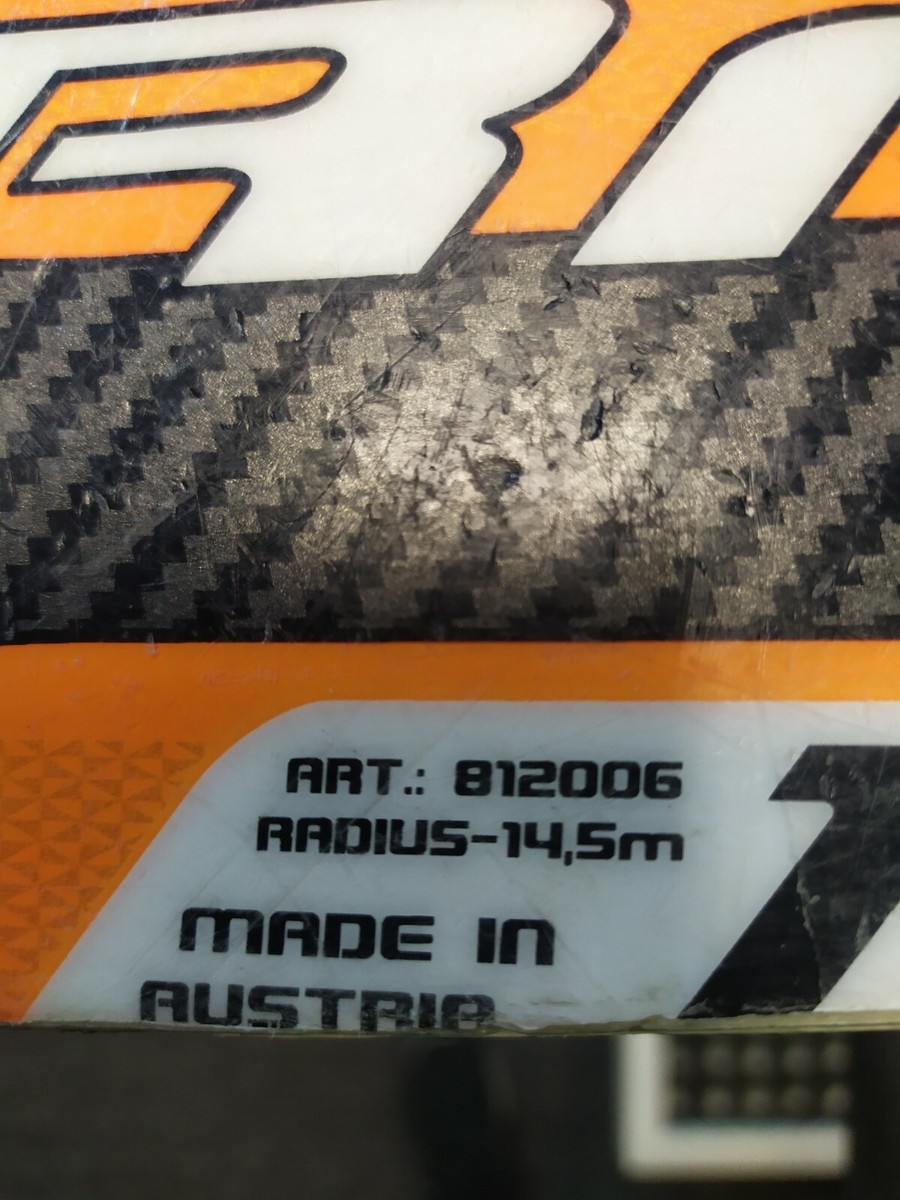 ART.: 812006
RADIUS-14,5m
MADE IN
AUSTRIA